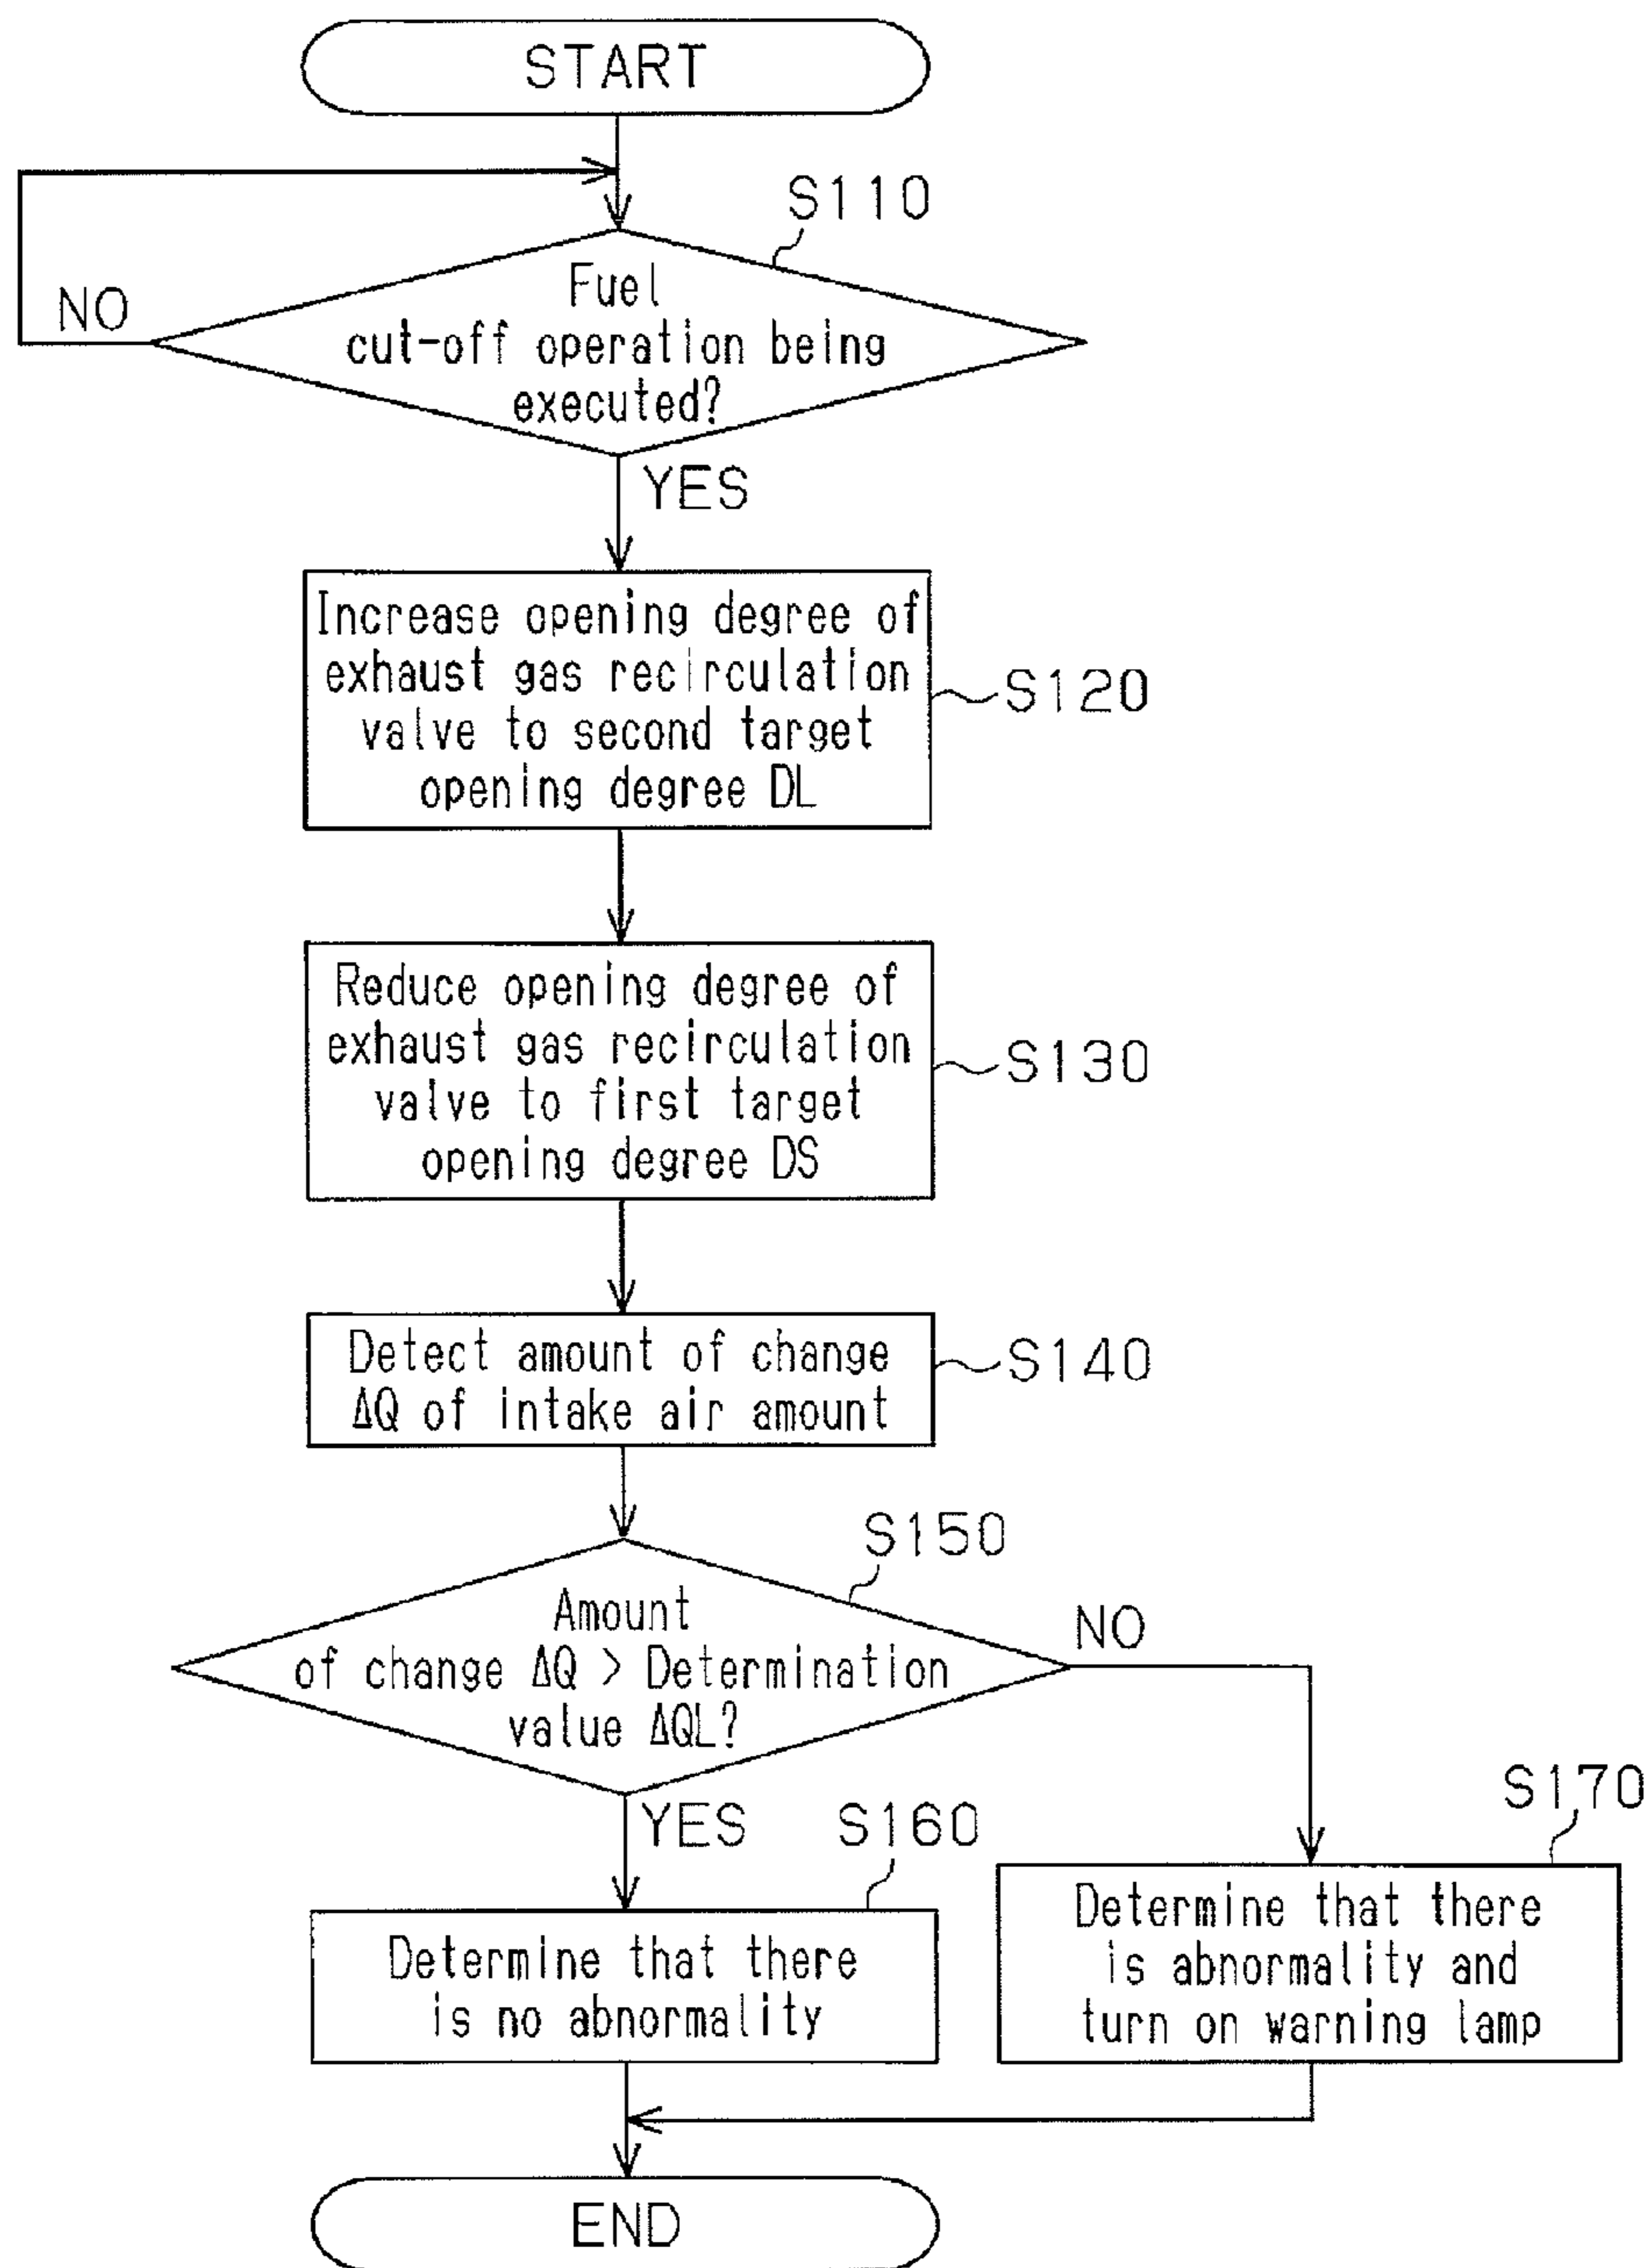 START
S110
NO
Fuel
cut-off operation being
executed?
YES
Increase opening degree of
exhaust gas recirculation
valve to second target
opening degree DL
S120
Reduce opening degree of
exhaust gas recirculation
valve to first target
opening degree DS
S130
Detect amount of change
ΔQ of intake air amount
S140
S150
Amount
of change ΔQ > Determination
value ΔQL?
NO
YES
S160
S170
Determine that there
is no abnormality
Determine that there
is abnormality and
turn on warning lamp
END